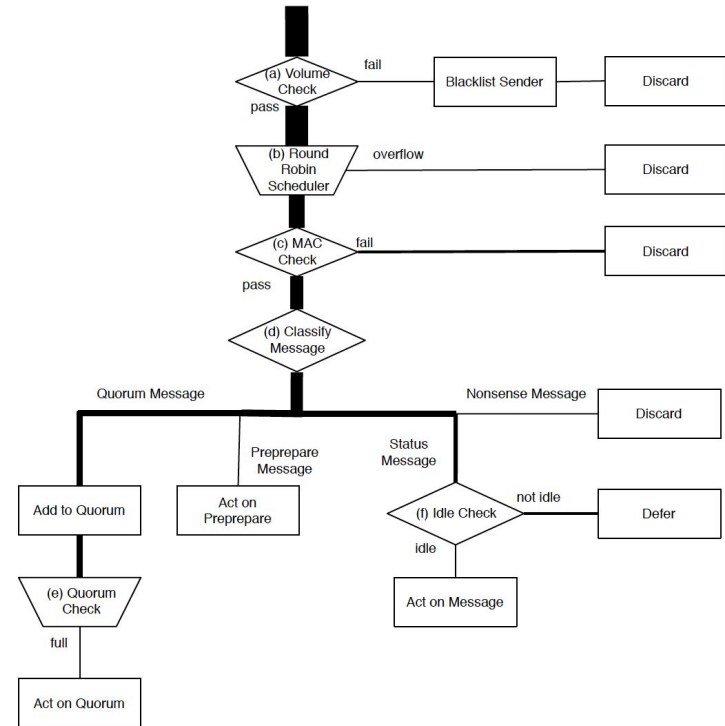 (a) Volume
Check
fail
Blacklist Sender
Discard
pass
(b) Round
Robin
Scheduler
overflow
Discard
(c) MAC
Check
fail
Discard
pass
(d) Classify
Message
Quorum Message
Nonsense Message
Discard
Preprepare
Message
Status
Message
Add to Quorum
Act on
Preprepare
(f) Idle Check
not idle
Defer
idle
(e) Quorum
Check
Act on Message
full
Act on Quorum